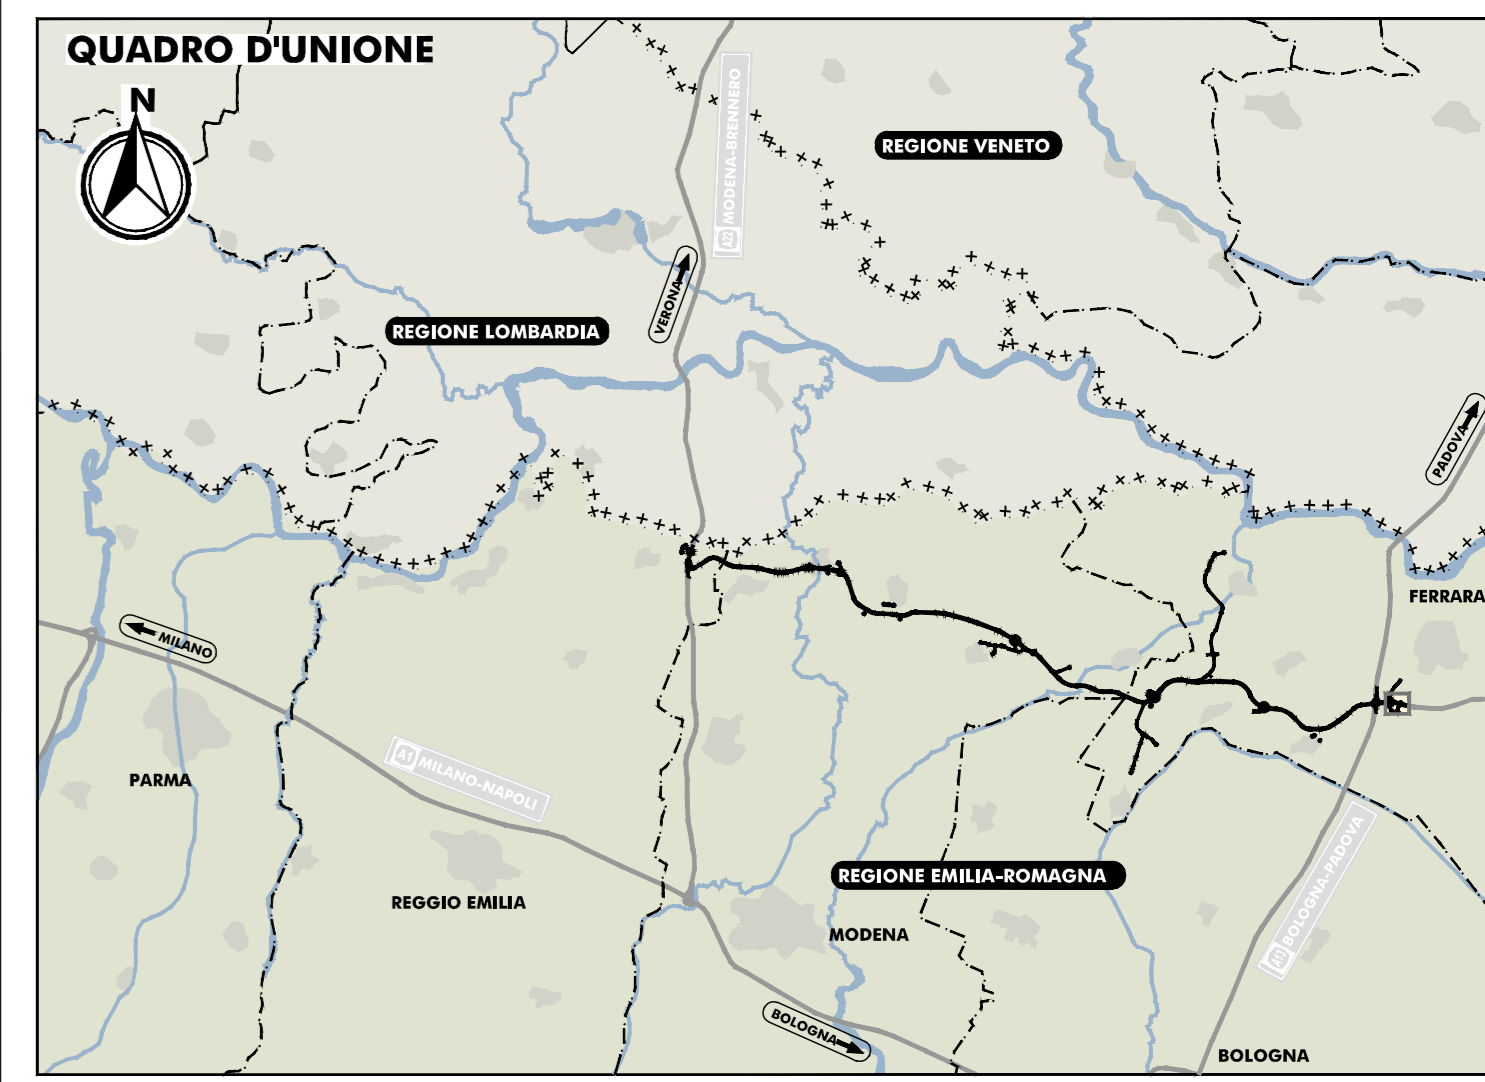 QUADRO D'UNIONE
N
A22 MODENA-BRENNERO
REGIONE VENETO
VERONA
REGIONE LOMBARDIA
PADOVA
FERRARA
MILANO
PARMA
A1 MILANO-NAPOLI
REGIONE EMILIA-ROMAGNA
A13 BOLOGNA-PADOVA
REGGIO EMILIA
MODENA
BOLOGNA
BOLOGNA